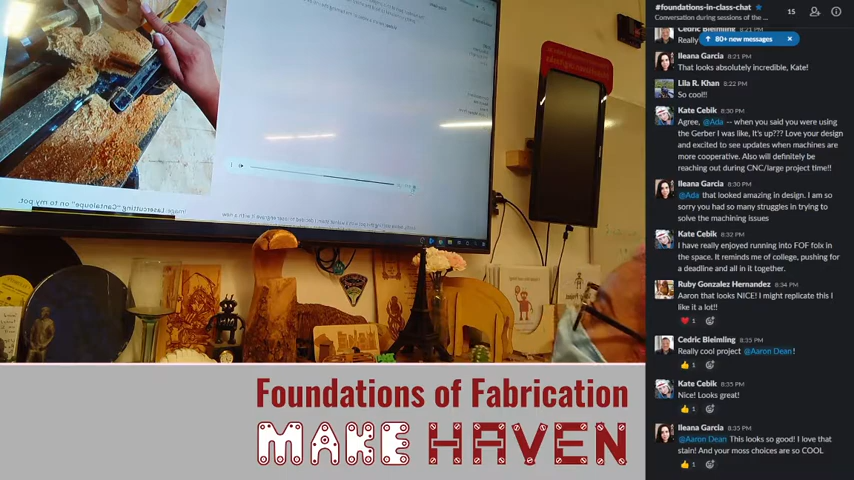 Image: Lasercutting "Cantaloupe" on to my pot.
Foundations of Fabrication
MAKE HAVEN
#foundations-in-class-chat
Conversation during sessions of the ...
15
Cedric Bleimling 8:21 PM
Really
80+ new messages
Ileana Garcia 8:21 PM
That looks absolutely incredible, Kate!
Lila R. Khan 8:22 PM
So cool!!
Kate Cebik 8:30 PM
Agree, @Ada -- when you said you were using
the Gerber I was like, It's up??? Love your design
and excited to see updates when machines are
more cooperative. Also will definitely be
reaching out during CNC/large project time!!
Ileana Garcia 8:30 PM
@Ada that looked amazing in design. I am so
sorry you had so many struggles in trying to
solve the machining issues
Kate Cebik 8:32 PM
I have really enjoyed running into FOF folx in
the space. It reminds me of college, pushing for
a deadline and all in it together.
Ruby Gonzalez Hernandez 8:34 PM
Aaron that looks NICE! I might replicate this I
like it a lot!!
1
Cedric Bleimling 8:35 PM
Really cool project @Aaron Dean!
1
Kate Cebik 8:35 PM
Nice! Looks great!
1
Ileana Garcia 8:35 PM
@Aaron Dean This looks so good! I love that
stain! And your moss choices are so COOL
1